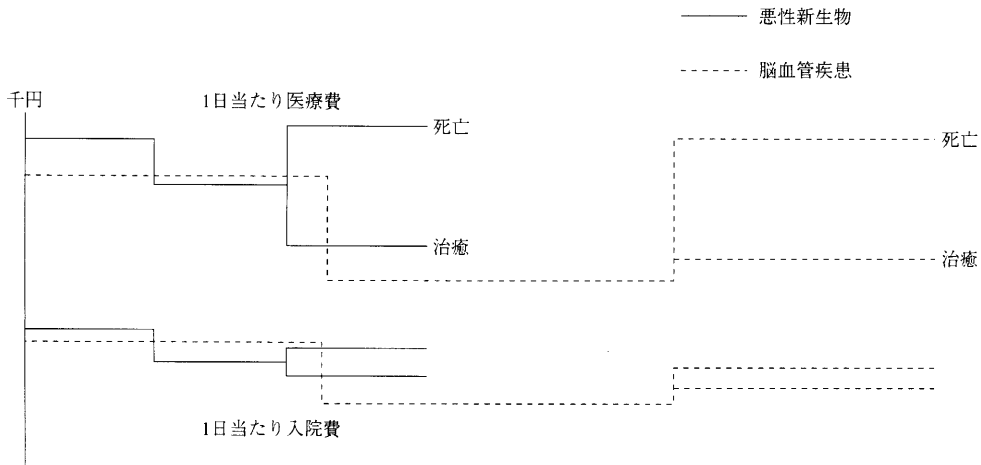 悪性新生物
脳血管疾患
千円
1日当たり医療費
死亡
死亡
治癒
治癒
1日当たり入院費